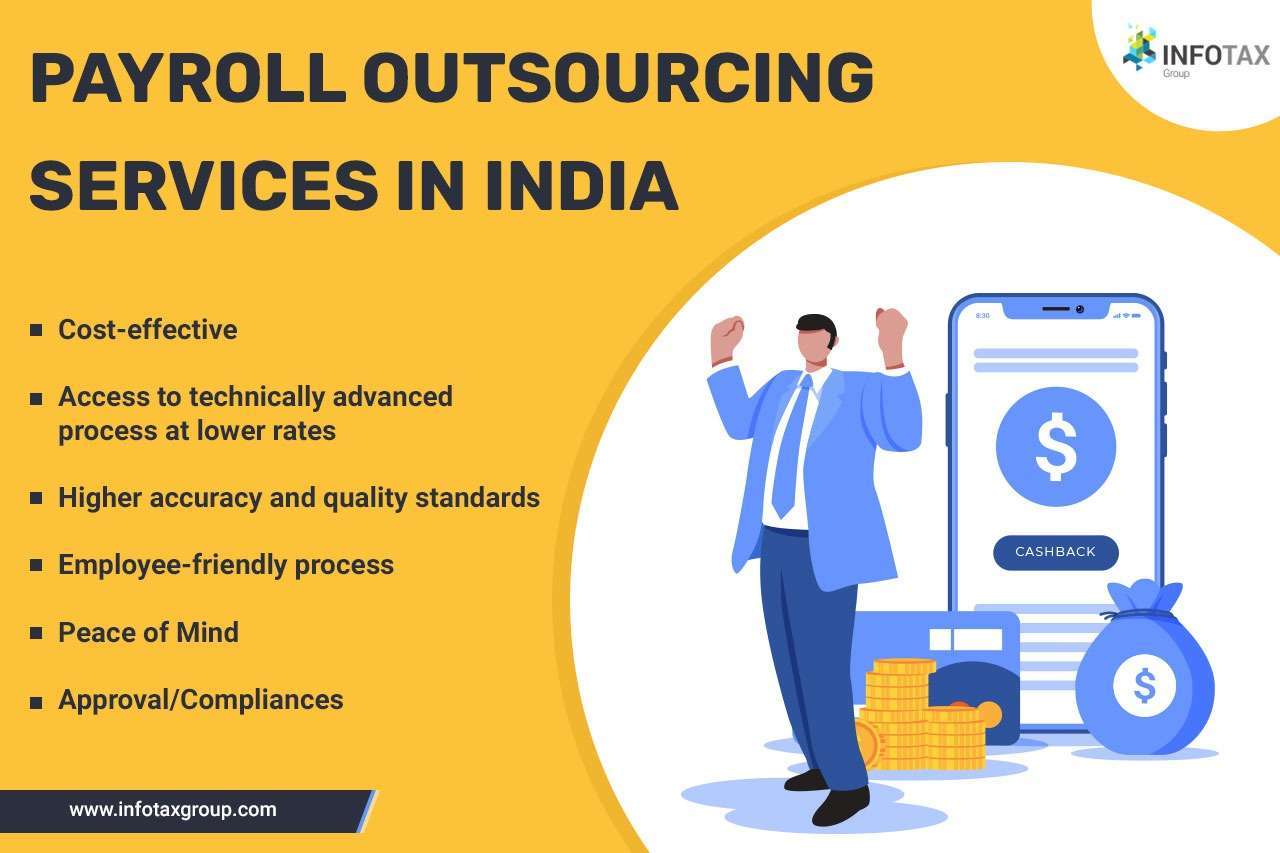 PAYROLL OUTSOURCING
SERVICES IN INDIA
INFOTAX
Group
Cost-effective
Access to technically advanced
process at lower rates
Higher accuracy and quality standards
Employee-friendly process
Peace of Mind
Approval/Compliances
8:30
$
CASHBACK
$
www.infotaxgroup.com